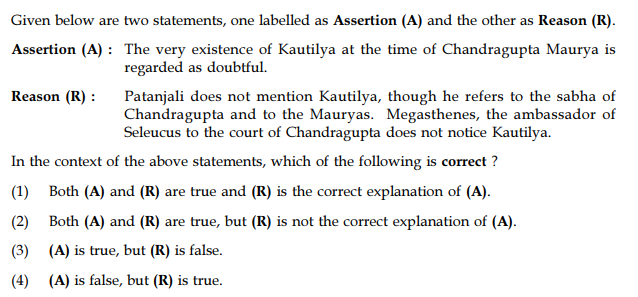 Given below are two statements, one labelled as Assertion (A) and the other as Reason (R).
Assertion (A) : The very existence of Kautilya at the time of Chandragupta Maurya is
regarded as doubtful.
Reason (R) : Patanjali does not mention Kautilya, though he refers to the sabha of
Chandragupta and to the Mauryas. Megasthenes, the ambassador of
Seleucus to the court of Chandragupta does not notice Kautilya.
In the context of the above statements, which of the following is correct ?
(1) Both (A) and (R) are true and (R) is the correct explanation of (A).
(2) Both (A) and (R) are true, but (R) is not the correct explanation of (A).
(3) (A) is true, but (R) is false.
(4) (A) is false, but (R) is true.